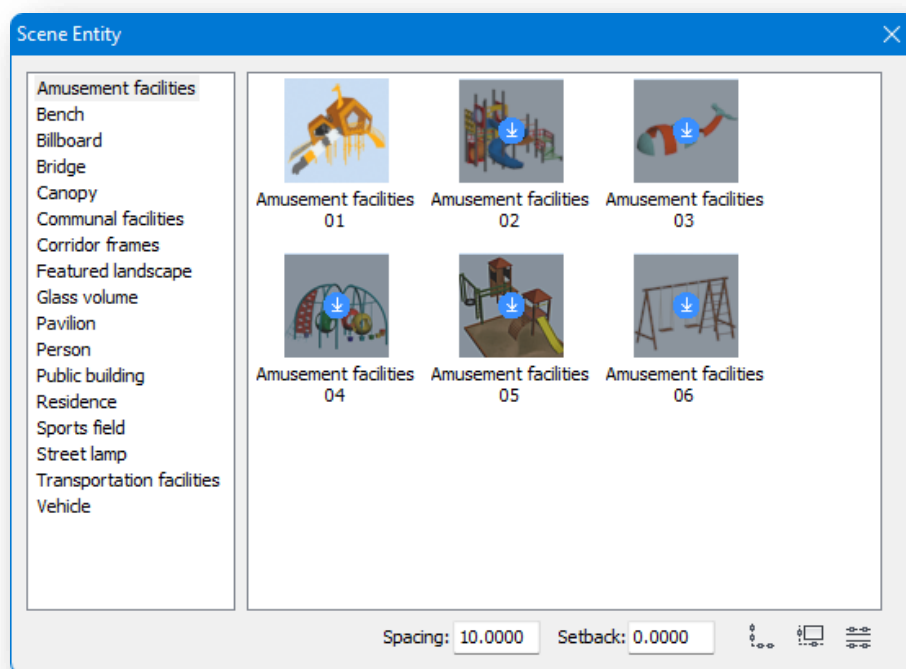 Scene Entity
Amusement facilities
Bench
Billboard
Bridge
Canopy
Communal facilities
Corridor frames
Featured landscape
Glass volume
Pavilion
Person
Public building
Residence
Sports field
Street lamp
Transportation facilities
Vehicle
Amusement facilities
01
Amusement facilities
02
Amusement facilities
03
Amusement facilities
04
Amusement facilities
05
Amusement facilities
06
Spacing: 10.0000 Setback: 0.0000